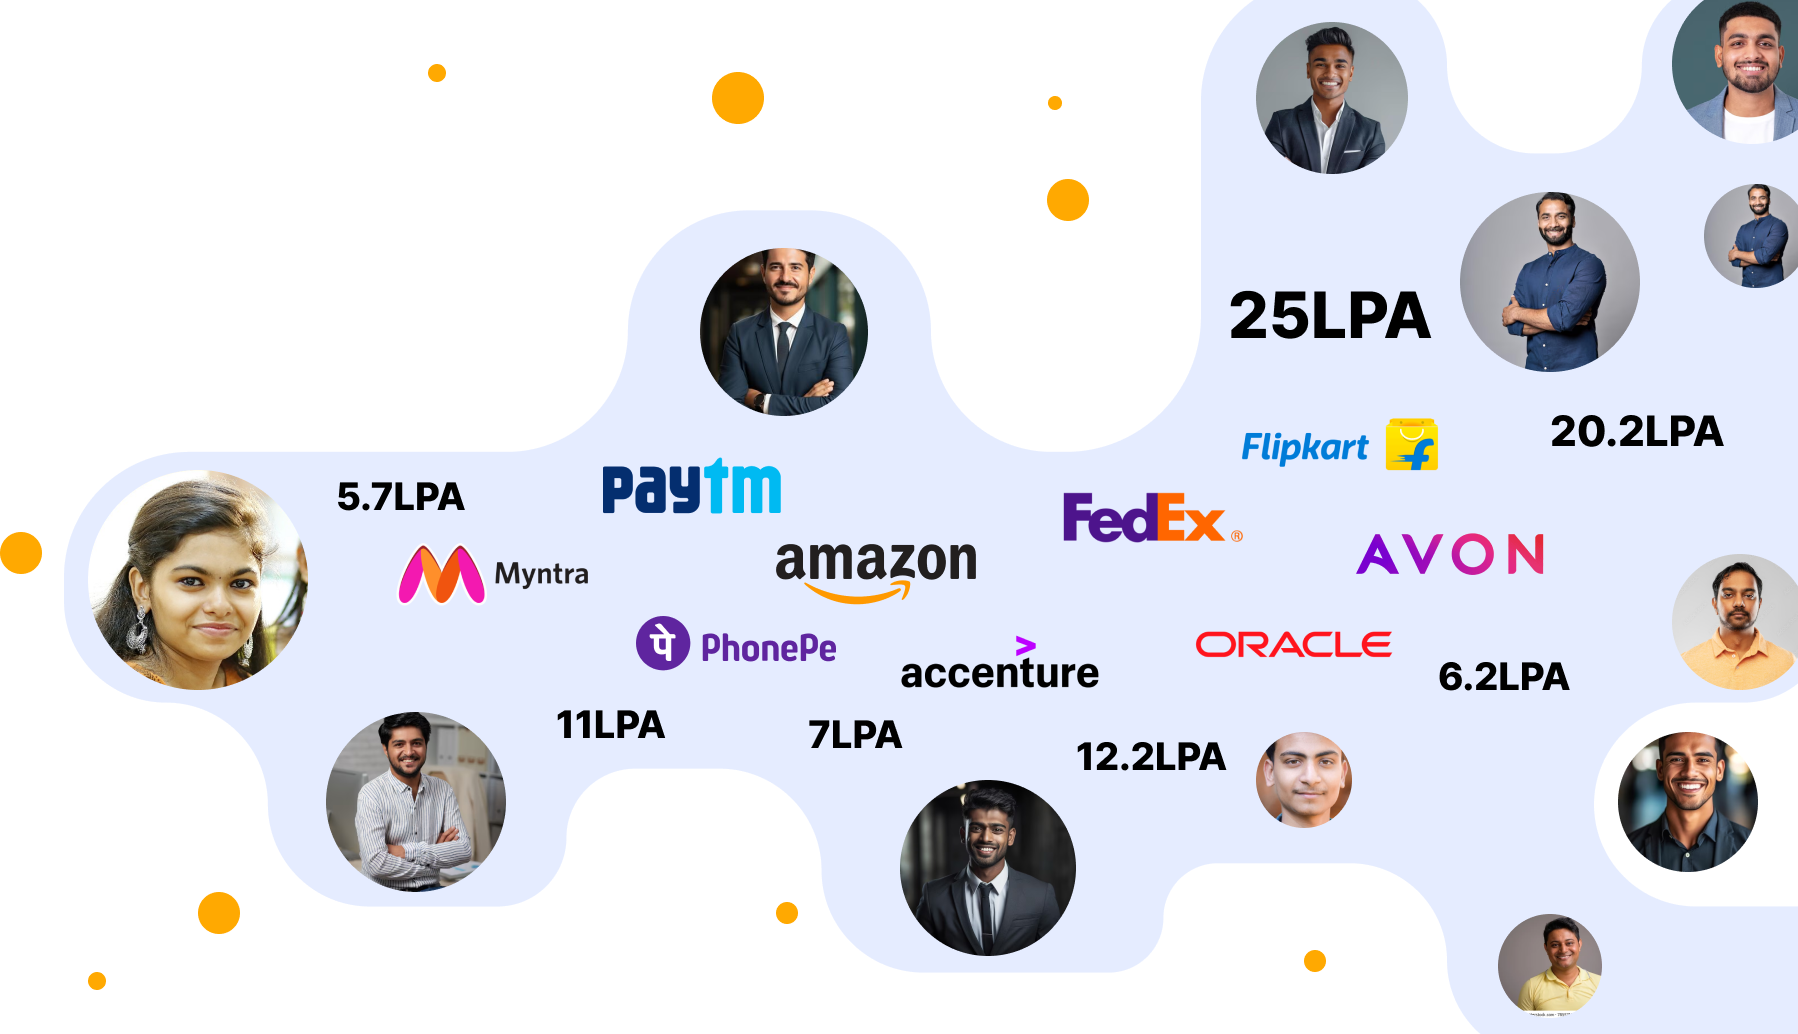 25LPA
20.2LPA
Flipkart
5.7LPA
paytm
FedEx®
amazon
AVON
Myntra
पे PhonePe
accenture
ORACLE
6.2LPA
11LPA
7LPA
12.2LPA